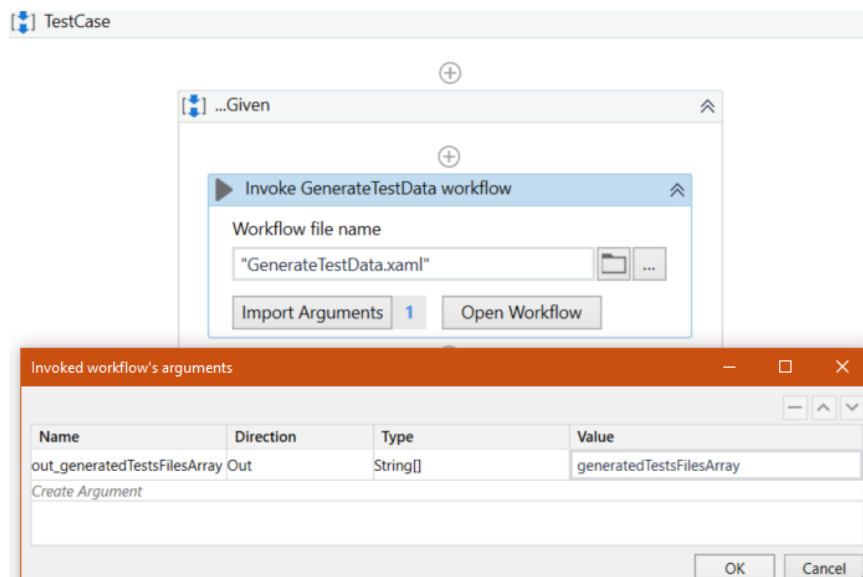 TestCase
...Given
Invoke GenerateTestData workflow
Workflow file name
"GenerateTestData.xaml"
...
Import Arguments 1 Open Workflow
Invoked workflow's arguments
Name Direction Type Value
out_generatedTestsFilesArray Out String[] generatedTestsFilesArray
Create Argument
OK Cancel